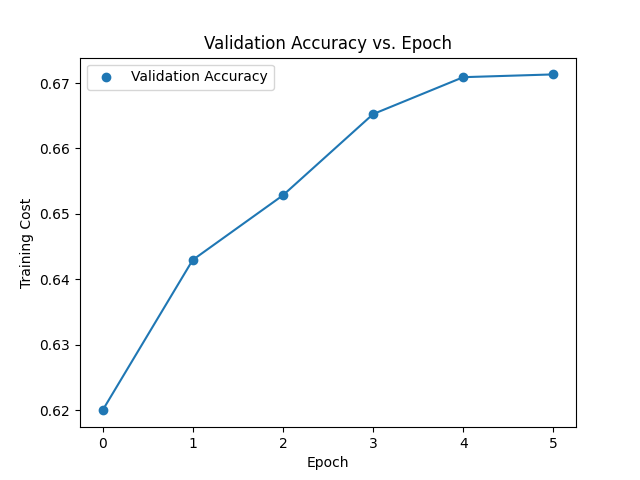 Validation Accuracy vs. Epoch
Validation Accuracy
Training Cost
0.67
0.66
0.65
0.64
0.63
0.62
0 1 2 3 4 5
Epoch